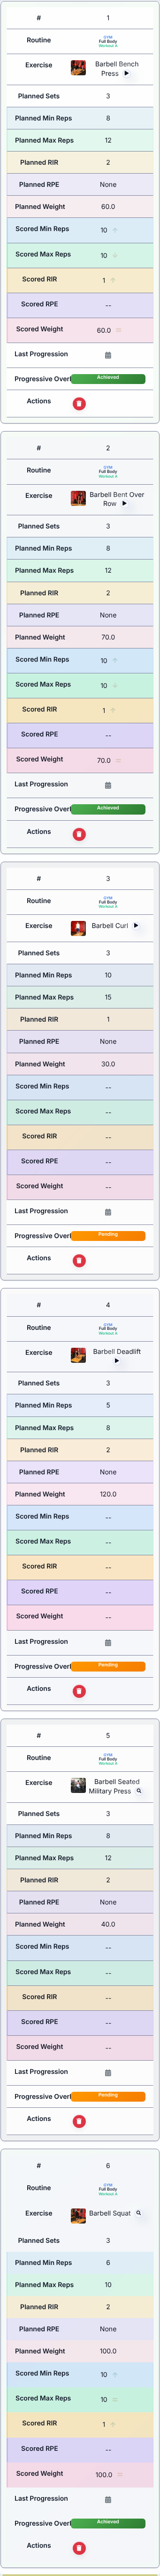 # 1
Routine GYM
Full Body
Workout A
Exercise Barbell Bench
Press
Planned Sets 3
Planned Min Reps 8
Planned Max Reps 12
Planned RIR 2
Planned RPE None
Planned Weight 60.0
Scored Min Reps 10
Scored Max Reps 10
Scored RIR 1
Scored RPE --
Scored Weight 60.0
Last Progression
Progressive Overl Achieved
Actions
# 2
Routine GYM
Full Body
Workout A
Exercise Barbell Bent Over
Row
Planned Sets 3
Planned Min Reps 8
Planned Max Reps 12
Planned RIR 2
Planned RPE None
Planned Weight 70.0
Scored Min Reps 10
Scored Max Reps 10
Scored RIR 1
Scored RPE --
Scored Weight 70.0
Last Progression
Progressive Overl Achieved
Actions
# 3
Routine GYM
Full Body
Workout A
Exercise Barbell Curl
Planned Sets 3
Planned Min Reps 10
Planned Max Reps 15
Planned RIR 1
Planned RPE None
Planned Weight 30.0
Scored Min Reps --
Scored Max Reps --
Scored RIR --
Scored RPE --
Scored Weight --
Last Progression
Progressive Overl Pending
Actions
# 4
Routine GYM
Full Body
Workout A
Exercise Barbell Deadlift
Planned Sets 3
Planned Min Reps 5
Planned Max Reps 8
Planned RIR 2
Planned RPE None
Planned Weight 120.0
Scored Min Reps --
Scored Max Reps --
Scored RIR --
Scored RPE --
Scored Weight --
Last Progression
Progressive Overl Pending
Actions
# 5
Routine GYM
Full Body
Workout A
Exercise Barbell Seated
Military Press
Planned Sets 3
Planned Min Reps 8
Planned Max Reps 12
Planned RIR 2
Planned RPE None
Planned Weight 40.0
Scored Min Reps --
Scored Max Reps --
Scored RIR --
Scored RPE --
Scored Weight --
Last Progression
Progressive Overl Pending
Actions
# 6
Routine GYM
Full Body
Workout A
Exercise Barbell Squat
Planned Sets 3
Planned Min Reps 6
Planned Max Reps 10
Planned RIR 2
Planned RPE None
Planned Weight 100.0
Scored Min Reps 10
Scored Max Reps 10
Scored RIR 1
Scored RPE --
Scored Weight 100.0
Last Progression
Progressive Overl Achieved
Actions